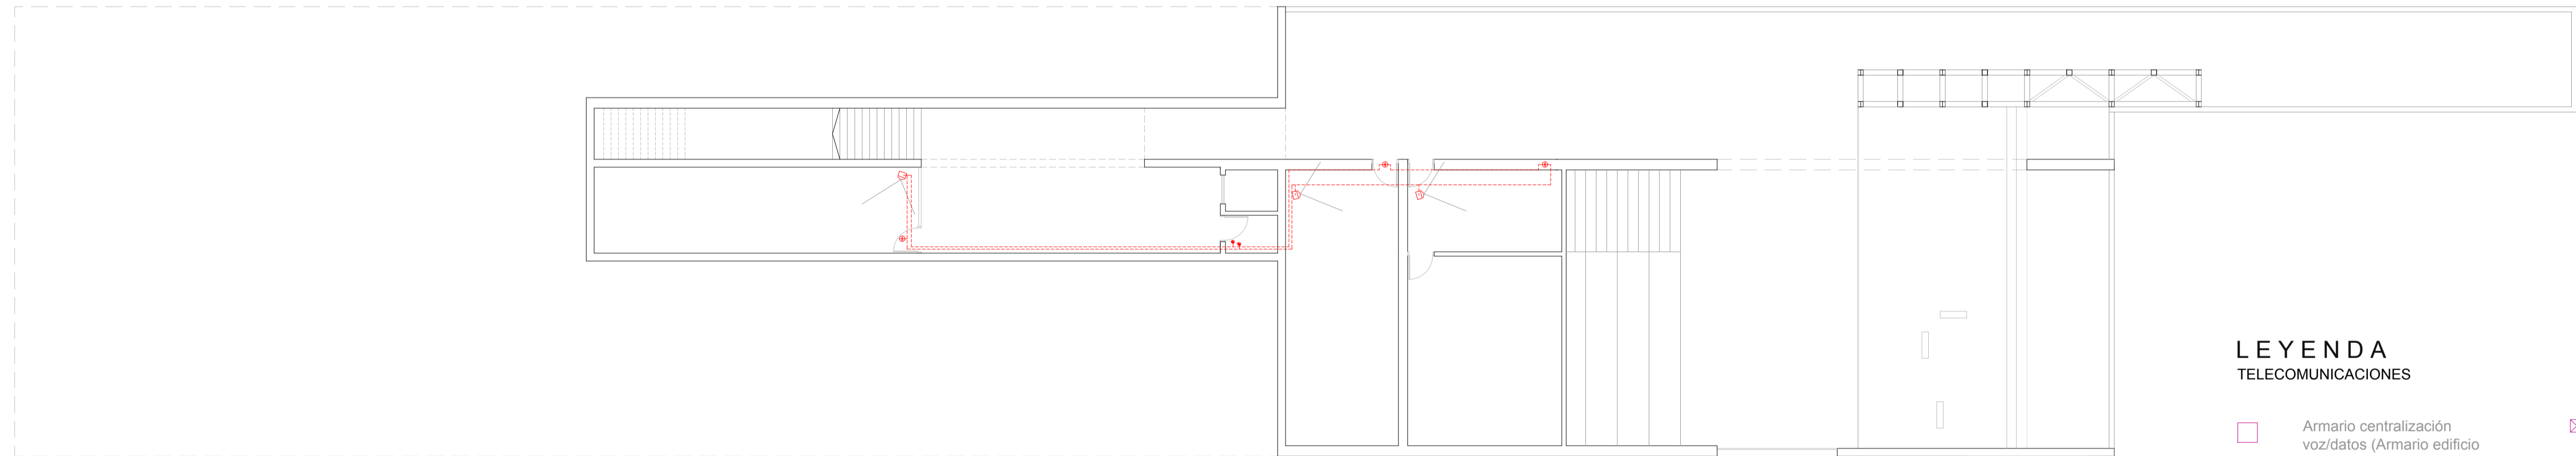 LEYENDA
TELECOMUNICACIONES
Armario centralización
voz/datos (Armario edificio